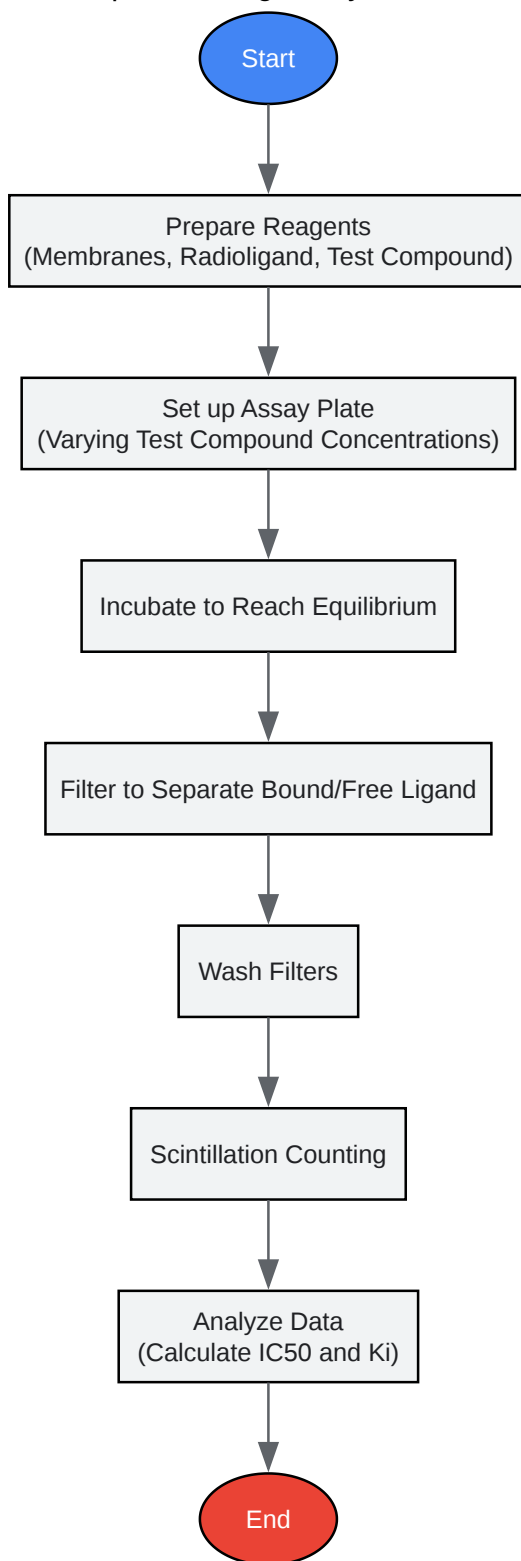 Start
Prepare Reagents
(Membranes, Radioligand, Test Compound)
Set up Assay Plate
(Varying Test Compound Concentrations)
Incubate to Reach Equilibrium
Filter to Separate Bound/Free Ligand
Wash Filters
Scintillation Counting
Analyze Data
(Calculate IC50 and Ki)
End